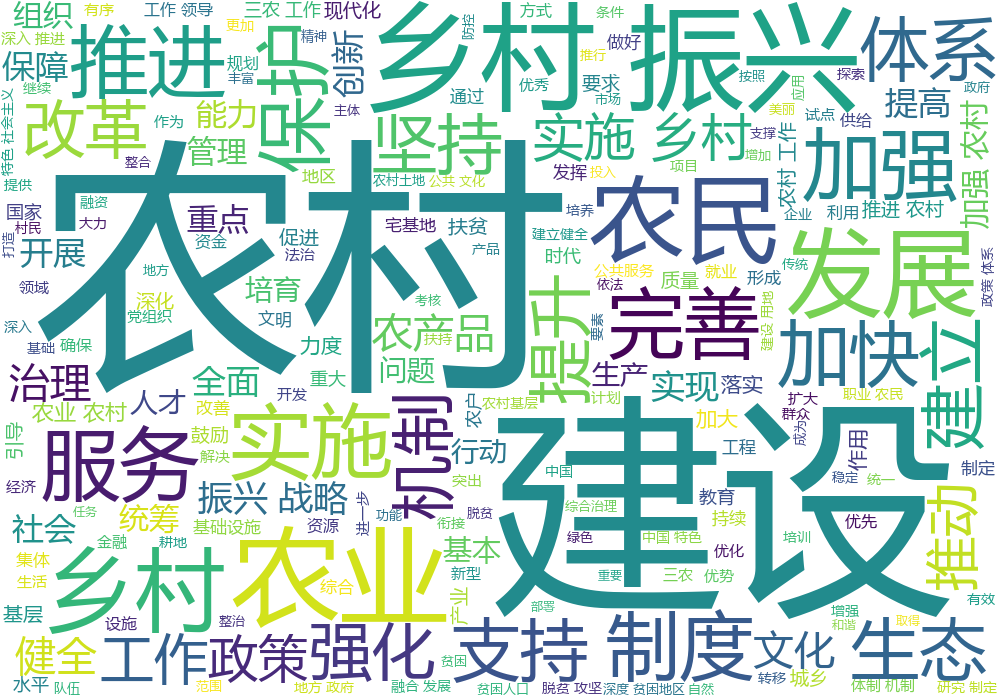 组织
有序
工作 领导
三农 工作
现代化
方式
条件
深入 推进
更加
精神
防控
做好
推行
保障
推进
规划
丰富
保护
创新
乡村 振兴
体系
优秀
要求
按照
探索
政府
继续
通过
市场
应用
提高
特色 社会主义
改革
作为
能力
主体
坚持
实施 乡村
美丽
试点
供给
支撑
加强
加强 农村
整合
管理
地区
农村土地
公共 文化
发挥
项目
增加
农村 工作
提供
融资
农村
培养
投入
农民
企业
利用
推进 农村
国家
村民
大力
重点
宅基地
扶贫
打造
开展
资金
促进
法治
产品
建立健全
时代
发展
传统
政策 体系
领域
地方
深化
党组织
培育
文明
公共服务
依法
质量
就业
形成
考核
提升
完善
要素
建设 用地
加快
建立
深入
基础
确保
力度
农产品
扶持
问题
治理
全面
重大
生产
实现
落实
职业 农民
农业 农村
人才
改善
开发
机制
农户
农村基层
计划
扩大
群众
成为
引导
服务
鼓励
解决
实施
行动
加大
工程
作用
制定
经济
振兴 战略
突出
中国
建设
教育
稳定
统一
任务
社会
统筹
基础设施
资源
进一步
功能
衔接
脱贫
综合治理
持续
优先
推动
金融
耕地
基本
绿色
中国 特色
优化
培训
集体
生活
乡村
农业
综合
新型
产业
重要
三农
优势
有效
基层
设施
整治
部署
增强
和谐
取得
健全
工作
政策
强化
支持
制度
文化
生态
贫困
水平
队伍
范围
地方 政府
融合 发展
贫困人口
脱贫 攻坚
深度 贫困地区
自然
转移
城乡
体制 机制
研究 制定